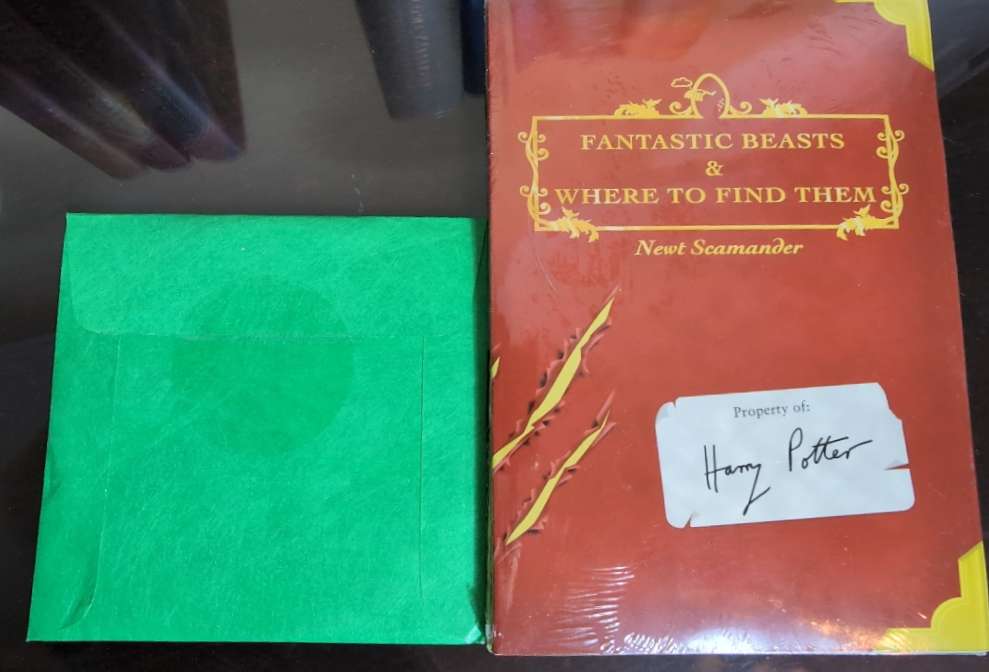 FANTASTIC BEASTS
&
WHERE TO FIND THEM
Newt Scamander
Property of:
Harry Potter